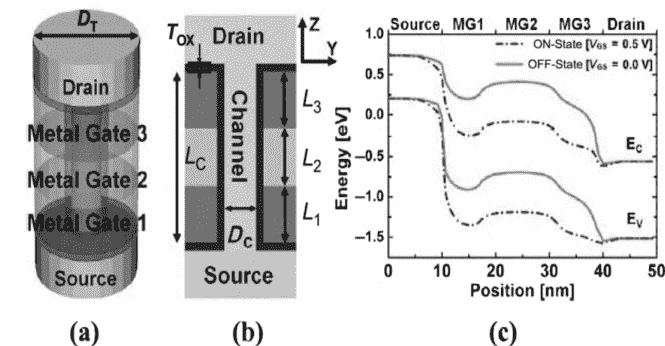 D_T
Drain
Metal Gate 3
Metal Gate 2
Metal Gate 1
Source
(a)
T_OX
Drain
Z
Y
Channel
L_C
L_3
L_2
L_1
D_C
Source
(b)
Source MG1 MG2 MG3 Drain
ON-State [V_GS = 0.5 V]
OFF-State [V_GS = 0.0 V]
Energy [eV]
1.0
0.5
0.0
-0.5
-1.0
-1.5
E_C
E_V
0 10 20 30 40 50
Position [nm]
(c)